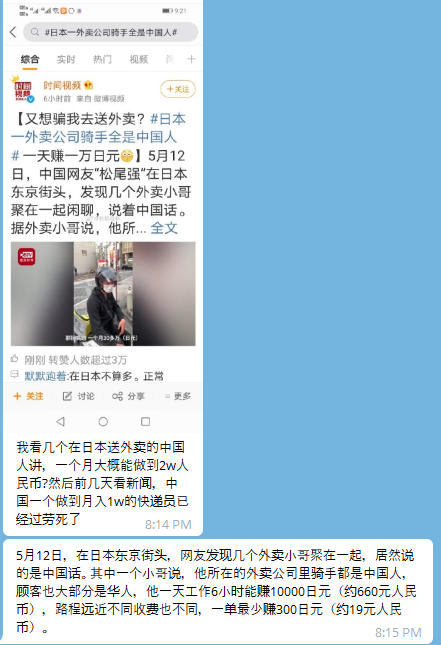 9:21
#日本一外卖公司骑手全是中国人#
综合 实时 热门 视频
时间视频
+关注
6小时前 来自 微博视频
【又想骗我去送外卖？#日本
一外卖公司骑手全是中国人
# 一天赚一万日元】5月12
日，中国网友“松尾强”在日本
东京街头，发现几个外卖小哥
聚在一起闲聊，说着中国话。
据外卖小哥说，他所... 全文
一个月30多万（日元）
刚刚 转赞人数超过3万
默默跑着:在日本不算多。正常
+ 关注 讨论 分享 更多
我看几个在日本送外卖的中国
人讲，一个月大概能做到2w人
民币?然后前几天看新闻，中
国一个做到月入1w的快递员已
经过劳死了
8:14 PM
5月12日，在日本东京街头，网友发现几个外卖小哥聚在一起，居然说
的是中国话。其中一个小哥说，他所在的外卖公司里骑手都是中国人，
顾客也大部分是华人，他一天工作6小时能赚10000日元（约660元人民
币），路程远近不同收费也不同，一单最少赚300日元（约19元人民
币）。
8:15 PM